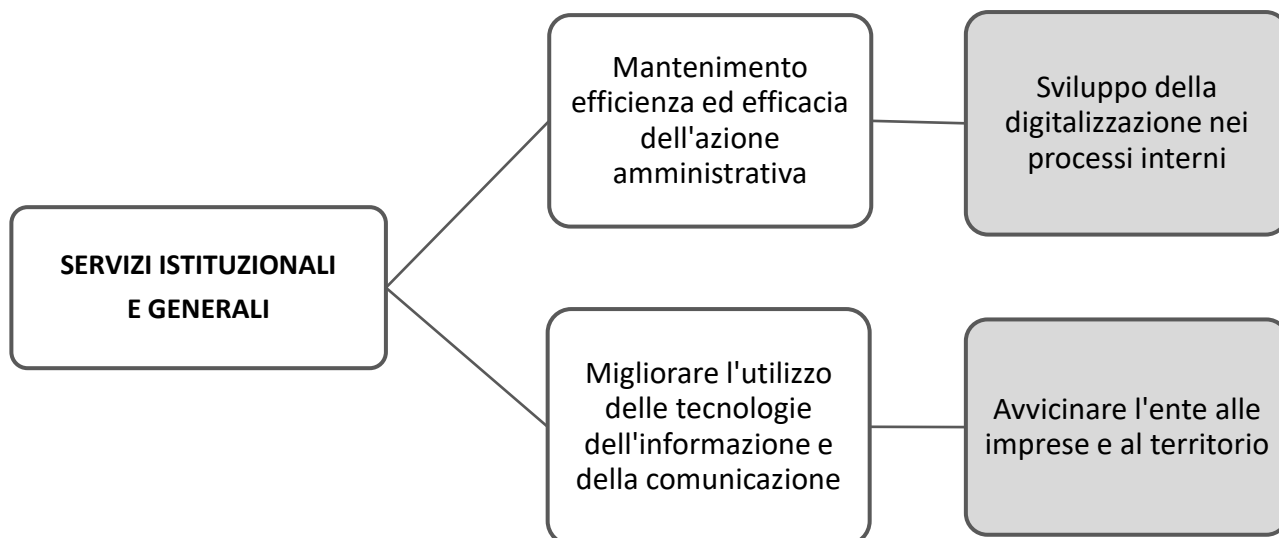 Mantenimento
efficienza ed efficacia
dell'azione
amministrativa
Sviluppo della
digitalizzazione nei
processi interni
SERVIZI ISTITUZIONALI
E GENERALI
Migliorare l'utilizzo
delle tecnologie
dell'informazione e
della comunicazione
Avvicinare l'ente alle
imprese e al territorio